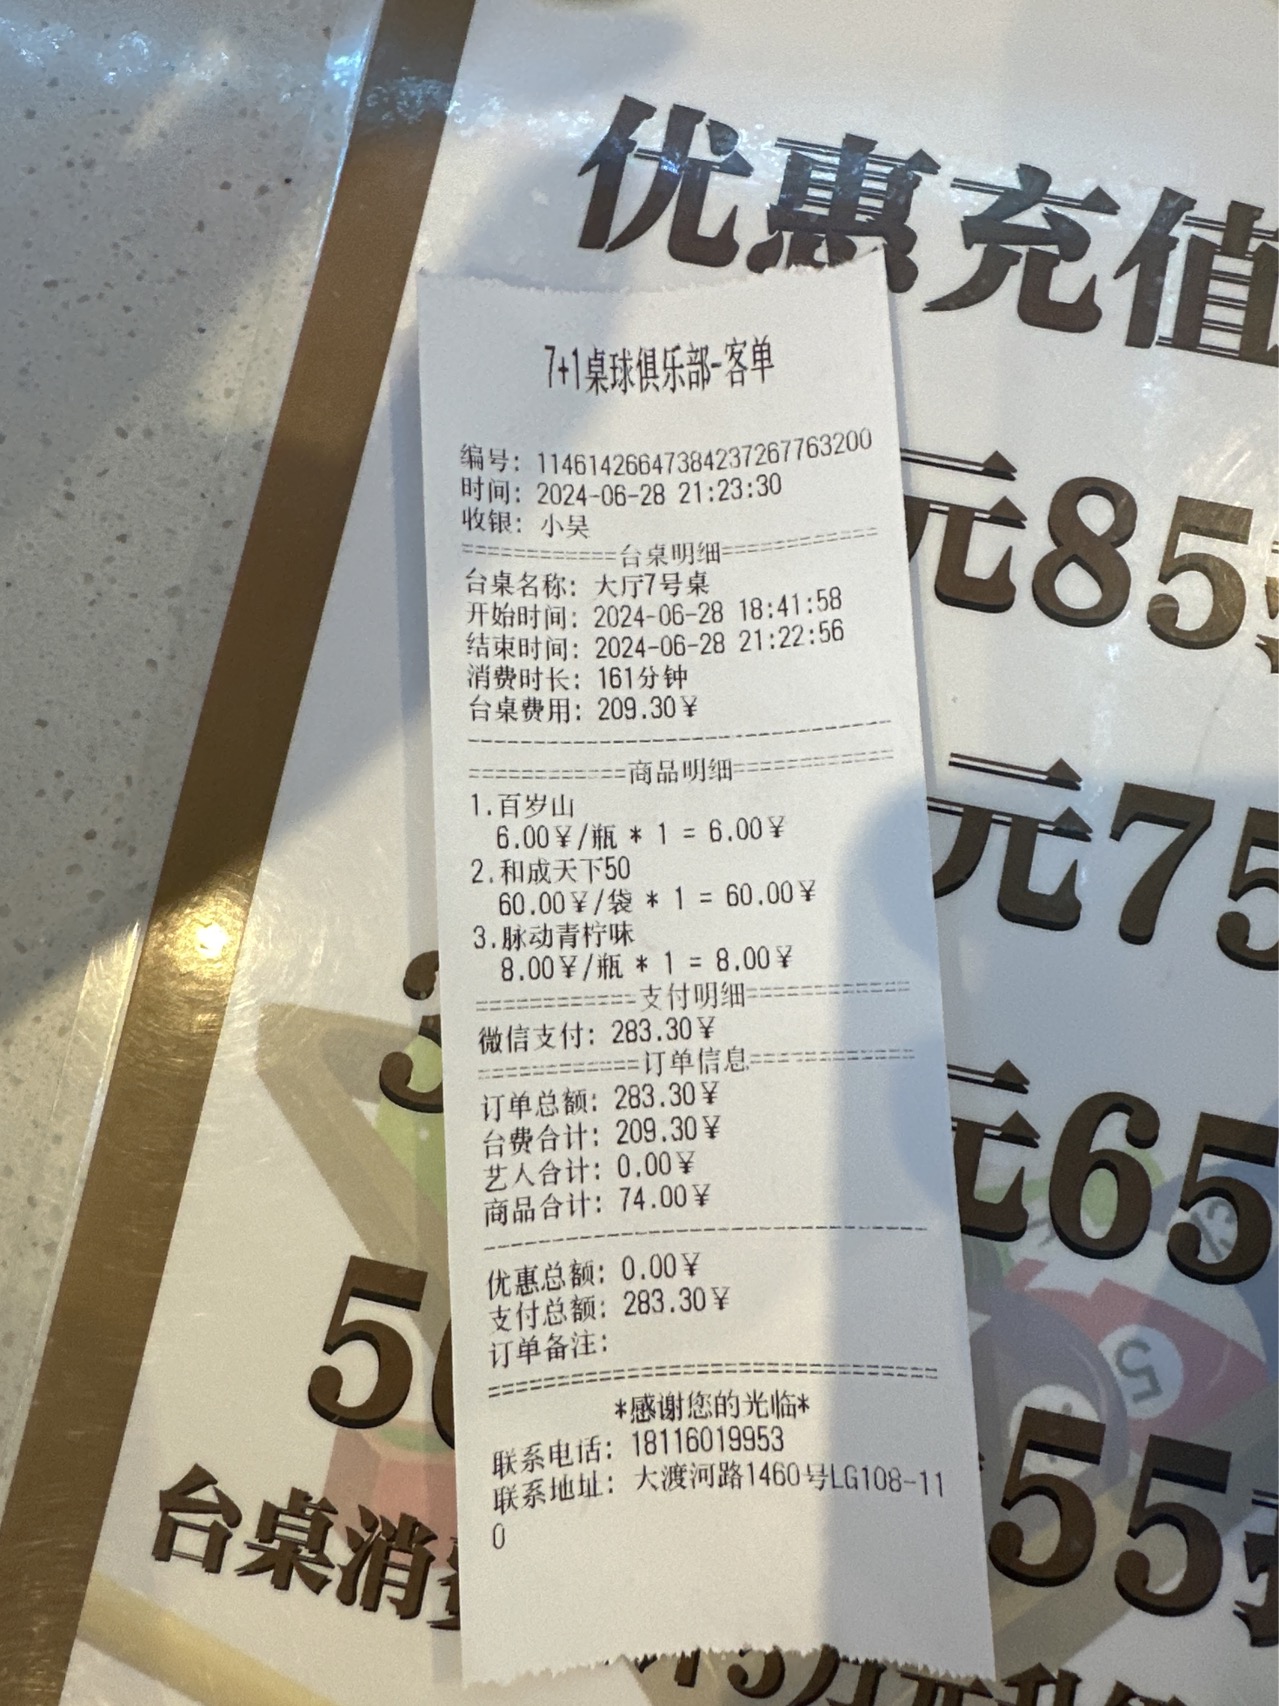 优惠充值
元85
元75
元65
55
50
台桌消
7+1桌球俱乐部-客单
编号: 1146142664738423726776​3200
时间: 2024-06-28 21:23:30
收银: 小吴
============台桌明细============
台桌名称: 大厅7号桌
开始时间: 2024-06-28 18:41:58
结束时间: 2024-06-28 21:22:56
消费时长: 161分钟
台桌费用: 209.30¥
--------------------------------
============商品明细============
1.百岁山
6.00¥/瓶 * 1 = 6.00¥
2.和成天下50
60.00¥/袋 * 1 = 60.00¥
3.脉动青柠味
8.00¥/瓶 * 1 = 8.00¥
============支付明细============
微信支付: 283.30¥
============订单信息============
订单总额: 283.30¥
台费合计: 209.30¥
艺人合计: 0.00¥
商品合计: 74.00¥
--------------------------------
优惠总额: 0.00¥
支付总额: 283.30¥
订单备注:
================================
*感谢您的光临*
联系电话: 18116019953
联系地址: 大渡河路1460号LG108-11
0